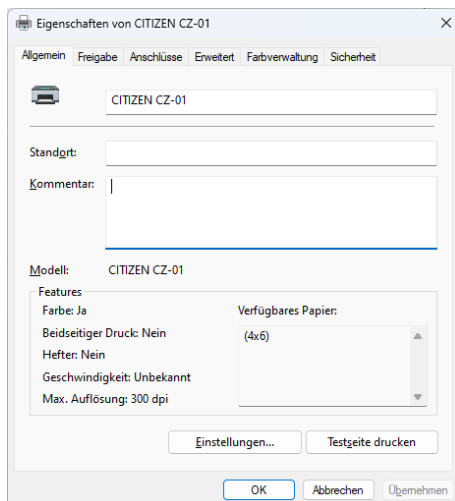 Eigenschaften von CITIZEN CZ-01
Allgemein Freigabe Anschlüsse Erweitert Farbverwaltung Sicherheit
CITIZEN CZ-01
Standort:
Kommentar:
Modell: CITIZEN CZ-01
Features
Farbe: Ja Verfügbares Papier:
Beidseitiger Druck: Nein (4x6)
Hefter: Nein
Geschwindigkeit: Unbekannt
Max. Auflösung: 300 dpi
Einstellungen... Testseite drucken
OK Abbrechen Übernehmen